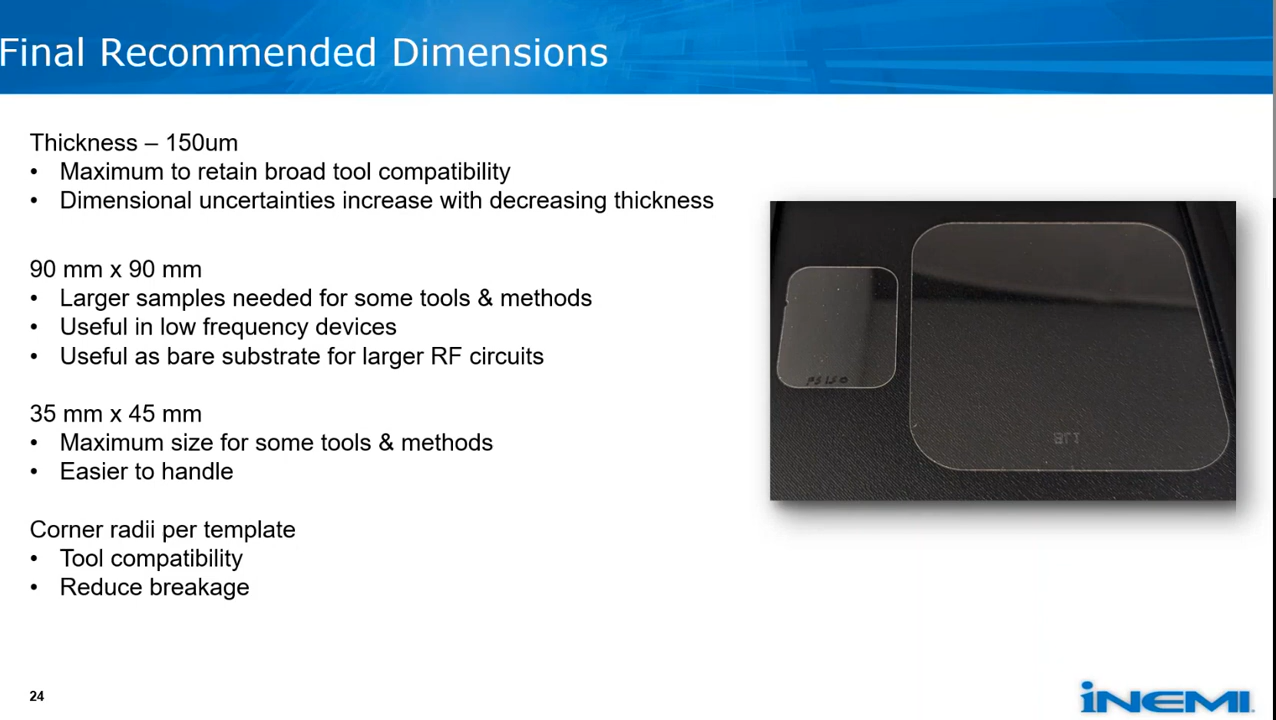 Final Recommended Dimensions
Thickness – 150um
• Maximum to retain broad tool compatibility
• Dimensional uncertainties increase with decreasing thickness
90 mm x 90 mm
• Larger samples needed for some tools & methods
• Useful in low frequency devices
• Useful as bare substrate for larger RF circuits
35 mm x 45 mm
• Maximum size for some tools & methods
• Easier to handle
Corner radii per template
• Tool compatibility
• Reduce breakage
24
iNEMI